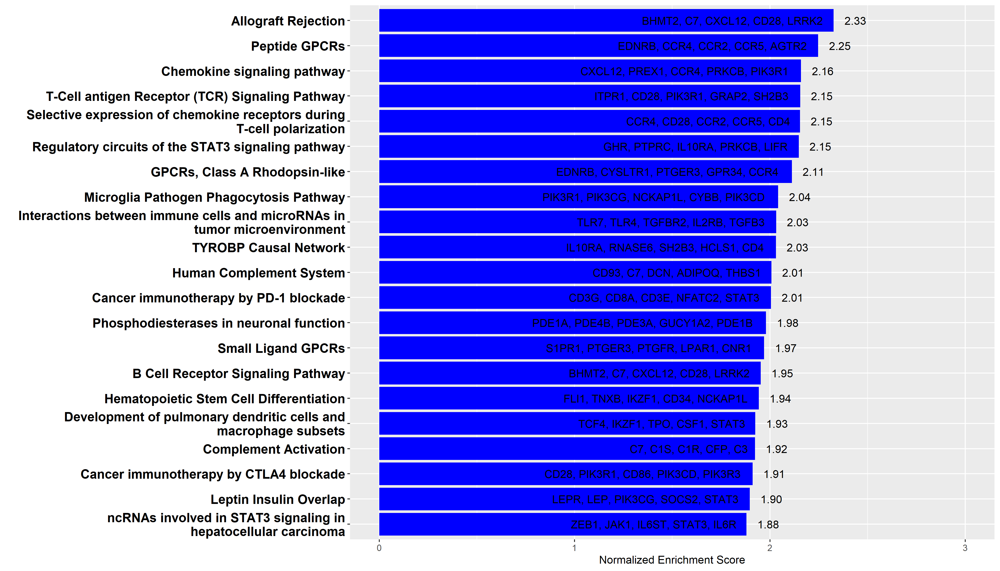 Allograft Rejection BHMT2, C7, CXCL12, CD28, LRRK2 2.33
Peptide GPCRs EDNRB, CCR4, CCR2, CCR5, AGTR2 2.25
Chemokine signaling pathway CXCL12, PREX1, CCR4, PRKCB, PIK3R1 2.16
T-Cell antigen Receptor (TCR) Signaling Pathway ITPR1, CD28, PIK3R1, GRAP2, SH2B3 2.15
Selective expression of chemokine receptors during
T-cell polarization CCR4, CD28, CCR2, CCR5, CD4 2.15
Regulatory circuits of the STAT3 signaling pathway GHR, PTPRC, IL10RA, PRKCB, LIFR 2.15
GPCRs, Class A Rhodopsin-like EDNRB, CYSLTR1, PTGER3, GPR34, CCR4 2.11
Microglia Pathogen Phagocytosis Pathway PIK3R1, PIK3CG, NCKAP1L, CYBB, PIK3CD 2.04
Interactions between immune cells and microRNAs in
tumor microenvironment TLR7, TLR4, TGFBR2, IL2RB, TGFB3 2.03
TYROBP Causal Network IL10RA, RNASE6, SH2B3, HCLS1, CD4 2.03
Human Complement System CD93, C7, DCN, ADIPOQ, THBS1 2.01
Cancer immunotherapy by PD-1 blockade CD3G, CD8A, CD3E, NFATC2, STAT3 2.01
Phosphodiesterases in neuronal function PDE1A, PDE4B, PDE3A, GUCY1A2, PDE1B 1.98
Small Ligand GPCRs S1PR1, PTGER3, PTGFR, LPAR1, CNR1 1.97
B Cell Receptor Signaling Pathway BHMT2, C7, CXCL12, CD28, LRRK2 1.95
Hematopoietic Stem Cell Differentiation FLI1, TNXB, IKZF1, CD34, NCKAP1L 1.94
Development of pulmonary dendritic cells and
macrophage subsets TCF4, IKZF1, TPO, CSF1, STAT3 1.93
Complement Activation C7, C1S, C1R, CFP, C3 1.92
Cancer immunotherapy by CTLA4 blockade CD28, PIK3R1, CD86, PIK3CD, PIK3R3 1.91
Leptin Insulin Overlap LEPR, LEP, PIK3CG, SOCS2, STAT3 1.90
ncRNAs involved in STAT3 signaling in
hepatocellular carcinoma ZEB1, JAK1, IL6ST, STAT3, IL6R 1.88
0 1 2 3
Normalized Enrichment Score